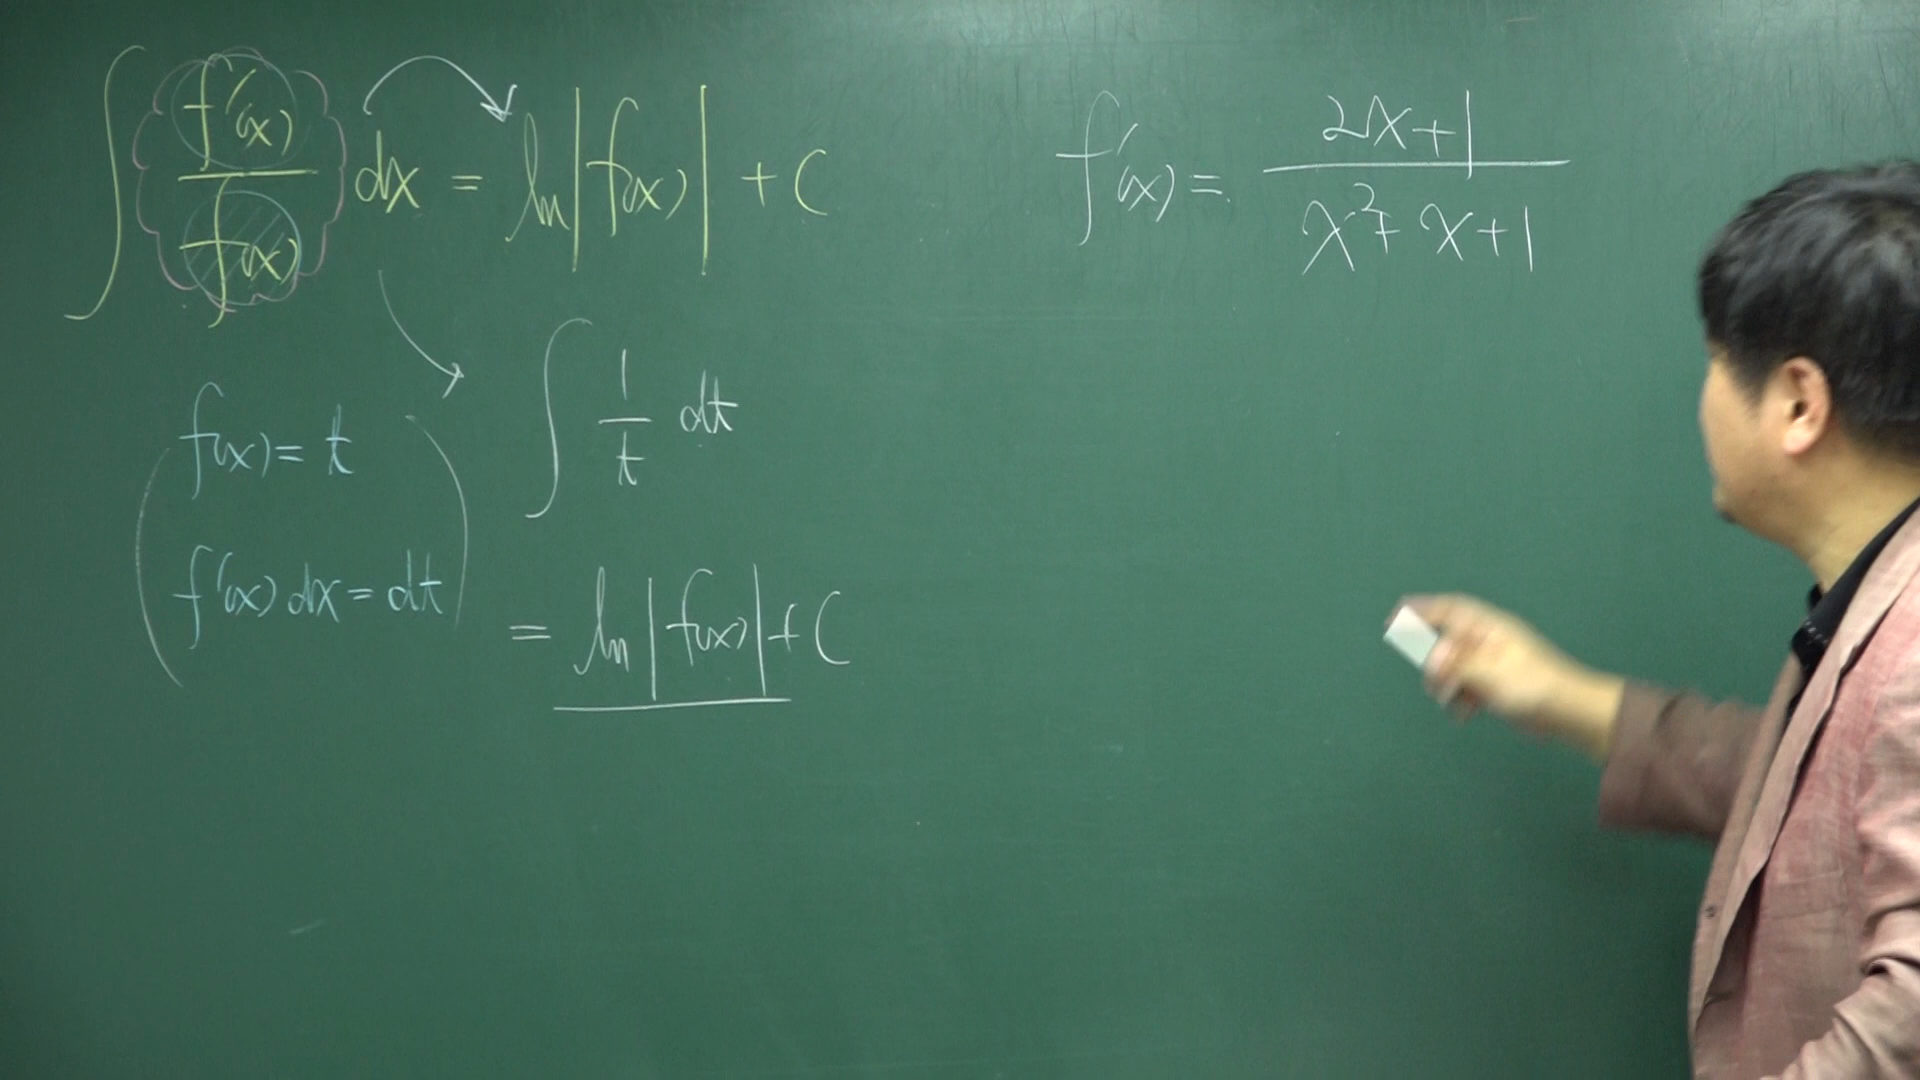 ∫ f'(x)/f(x) dx = ln|f(x)| + C
f(x) = t
f'(x) dx = dt
∫ 1/t dt
= ln|f(x)| + C
f'(x) = (2x+1)/(x²+x+1)